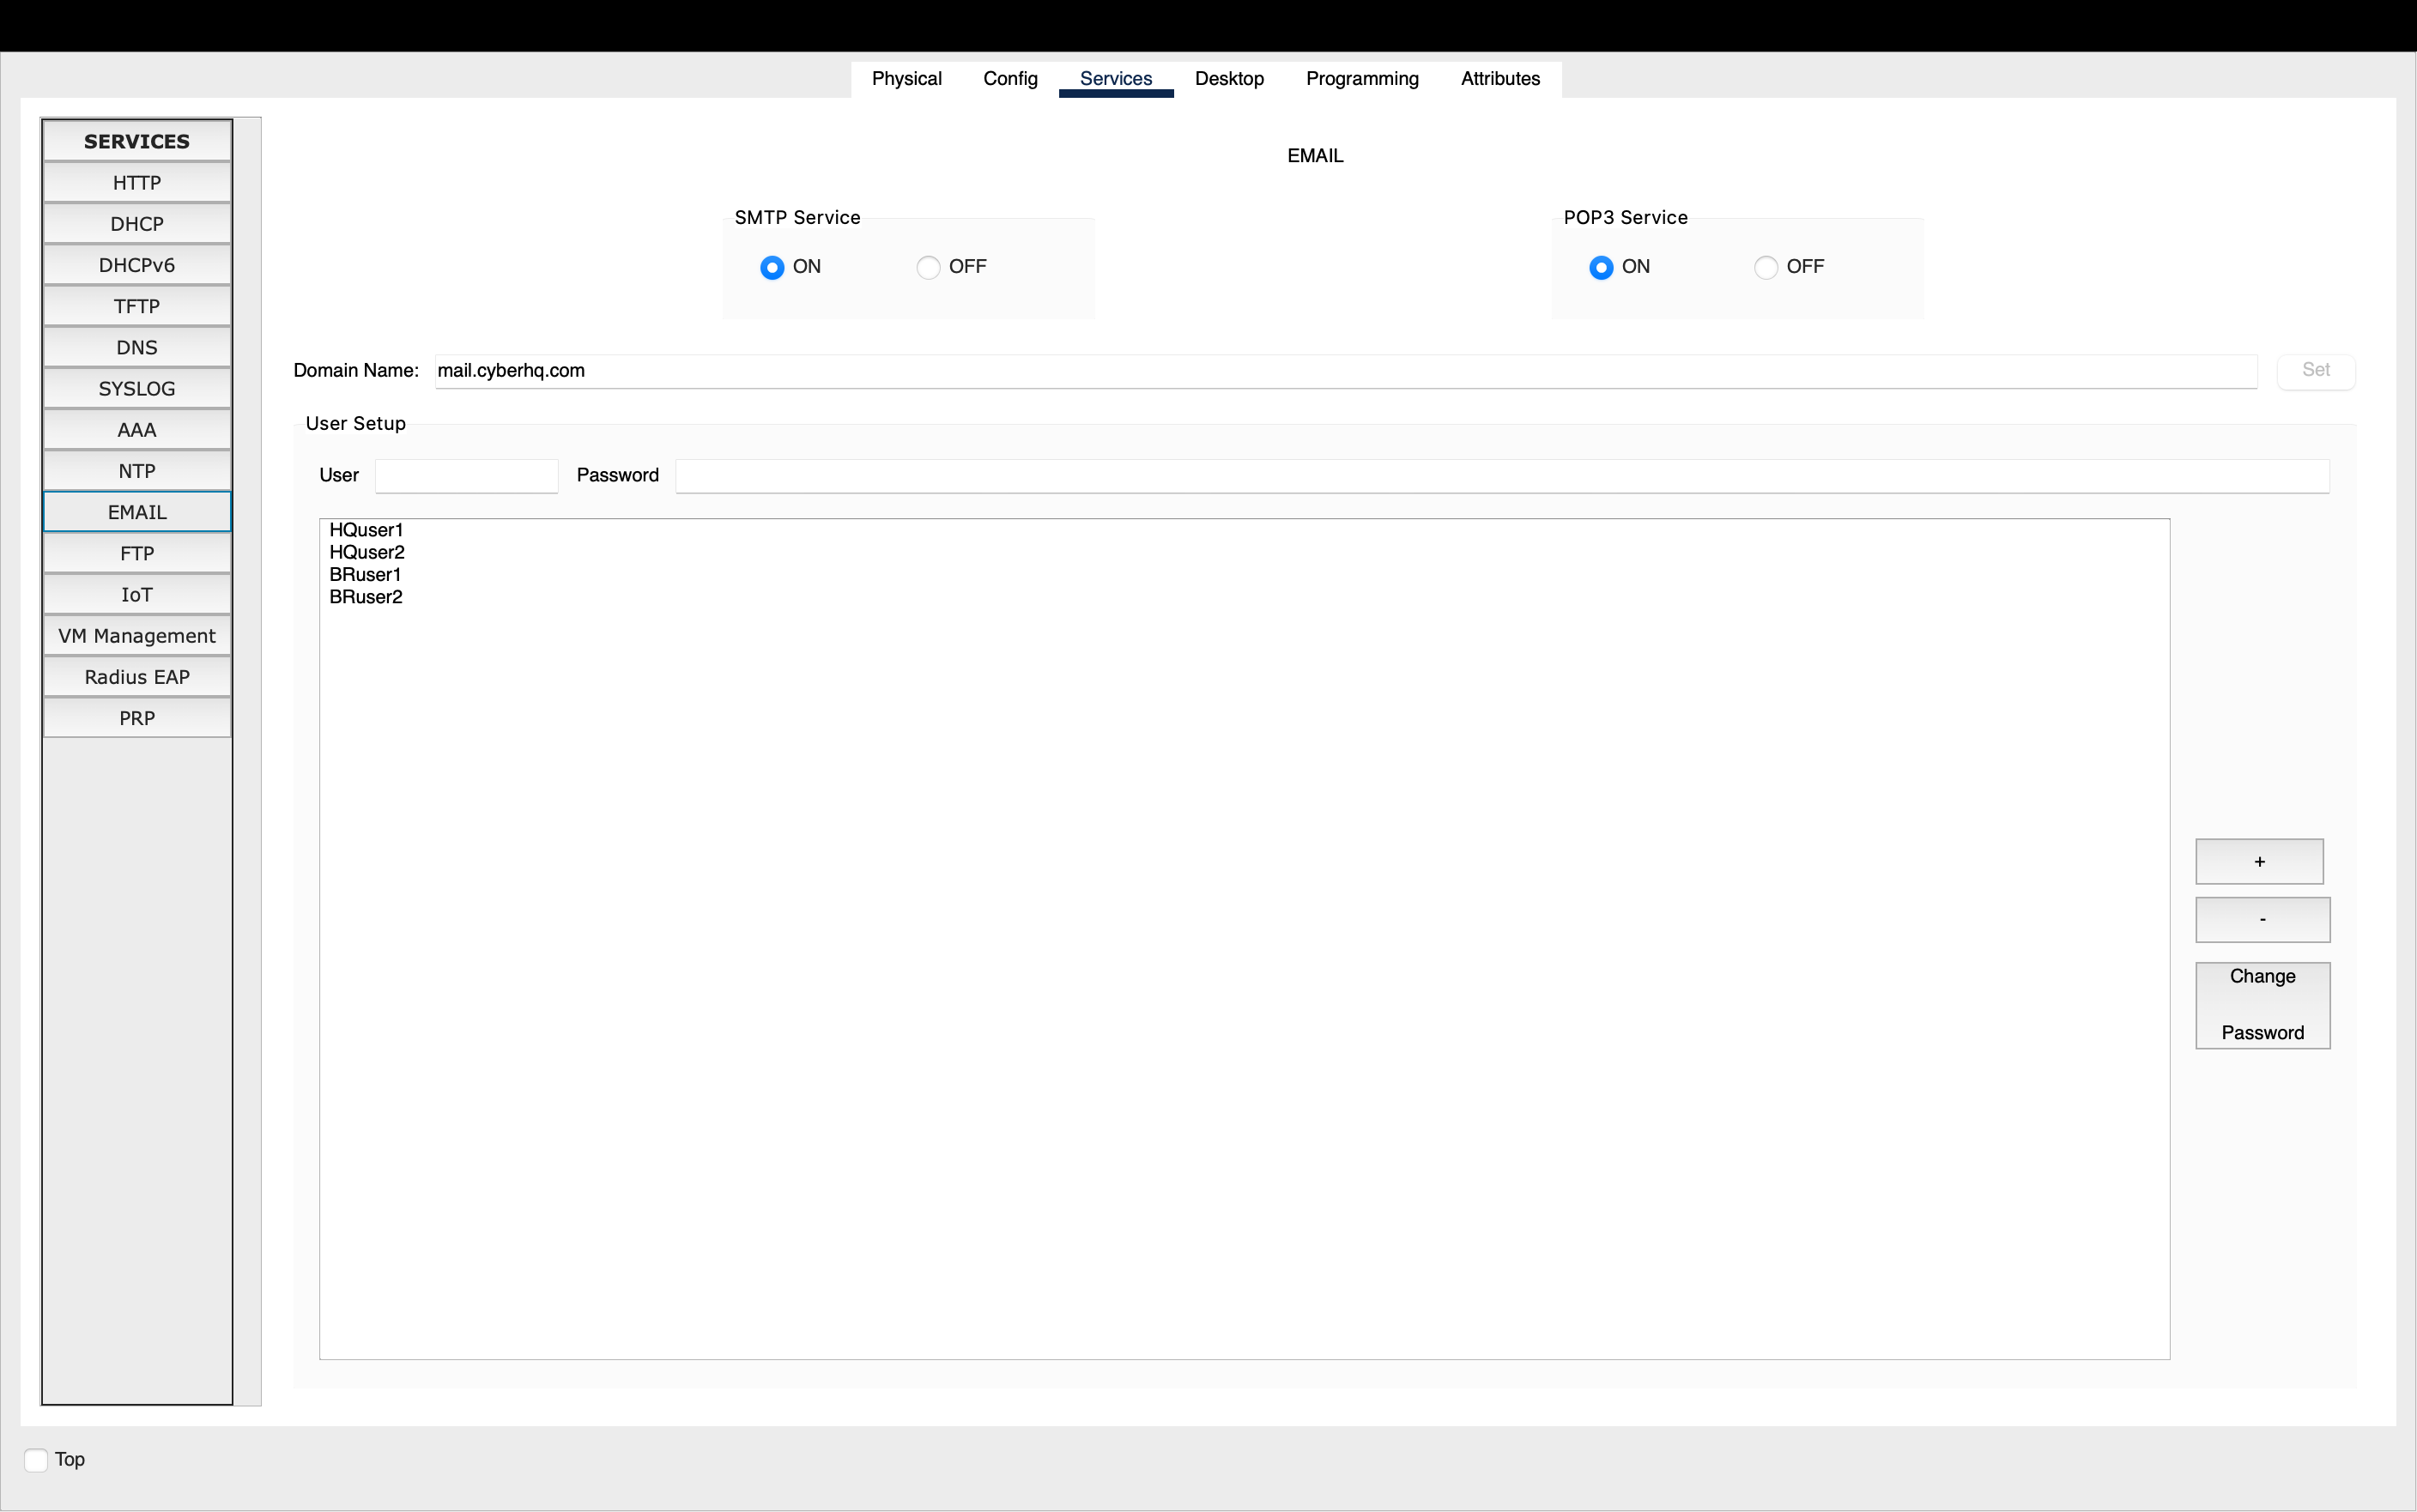 Physical Config Services Desktop Programming Attributes
SERVICES
HTTP
DHCP
DHCPv6
TFTP
DNS
SYSLOG
AAA
NTP
EMAIL
FTP
IoT
VM Management
Radius EAP
PRP
EMAIL
SMTP Service
ON OFF
POP3 Service
ON OFF
Domain Name: mail.cyberhq.com Set
User Setup
User Password
HQuser1
HQuser2
BRuser1
BRuser2
+
-
Change
Password
Top